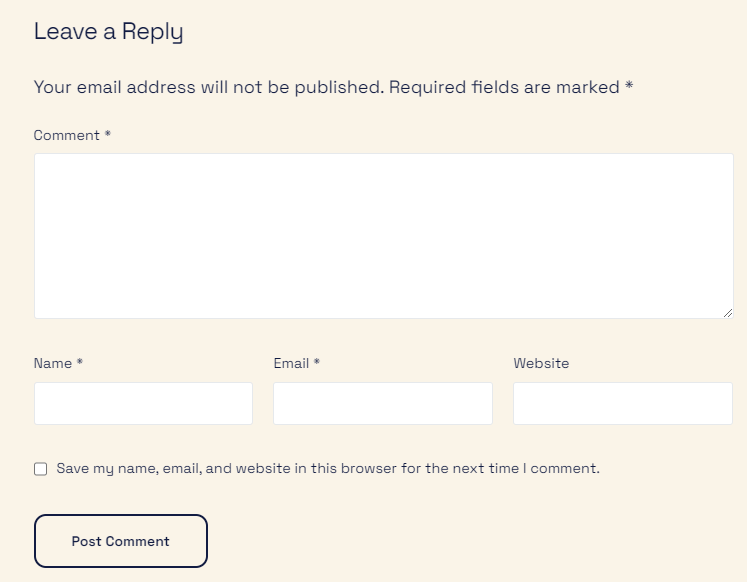 Leave a Reply
Your email address will not be published. Required fields are marked *
Comment *
Name * Email * Website
Save my name, email, and website in this browser for the next time I comment.
Post Comment